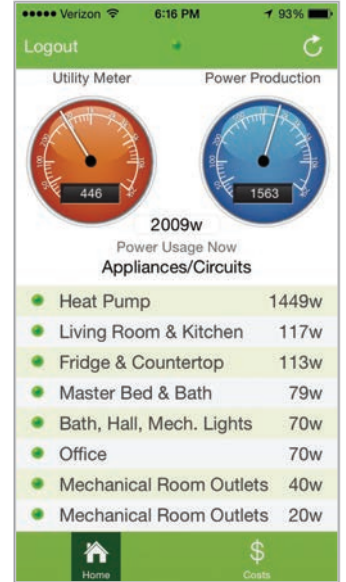 Verizon 6:16 PM 93%
Logout
Utility Meter Power Production
446 1563
2009w
Power Usage Now
Appliances/Circuits
Heat Pump 1449w
Living Room & Kitchen 117w
Fridge & Countertop 113w
Master Bed & Bath 79w
Bath, Hall, Mech. Lights 70w
Office 70w
Mechanical Room Outlets 40w
Mechanical Room Outlets 20w
$
Home Costs